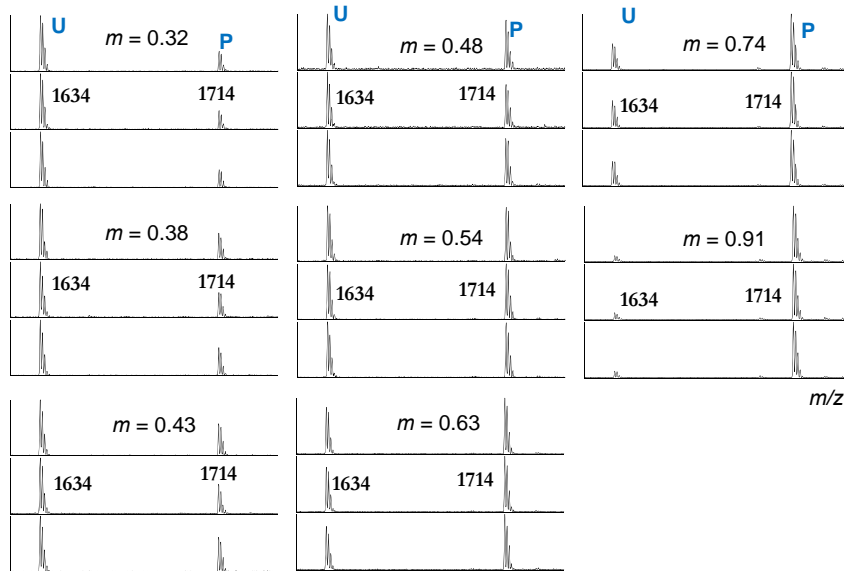 U
m = 0.32
P
1634
1714
m = 0.38
1634
1714
m = 0.43
1634
1714
U
m = 0.48
P
1634
1714
m = 0.54
1634
1714
m = 0.63
1634
1714
U
m = 0.74
P
1634
1714
m = 0.91
1634
1714
m/z